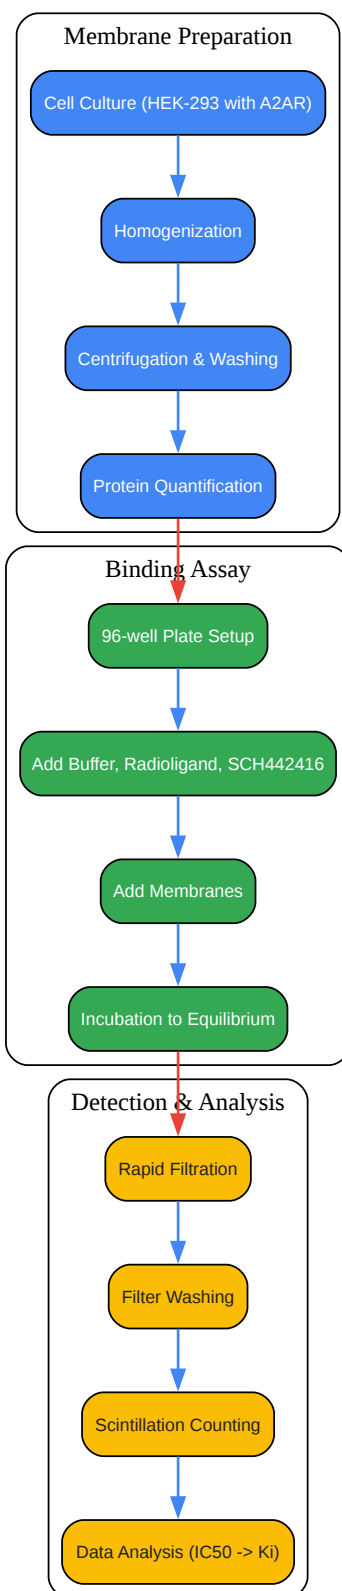 Membrane Preparation
Cell Culture (HEK-293 with A2AR)
Homogenization
Centrifugation & Washing
Protein Quantification
Binding Assay
96-well Plate Setup
Add Buffer, Radioligand, SCH442416
Add Membranes
Incubation to Equilibrium
Detection & Analysis
Rapid Filtration
Filter Washing
Scintillation Counting
Data Analysis (IC50 -> Ki)